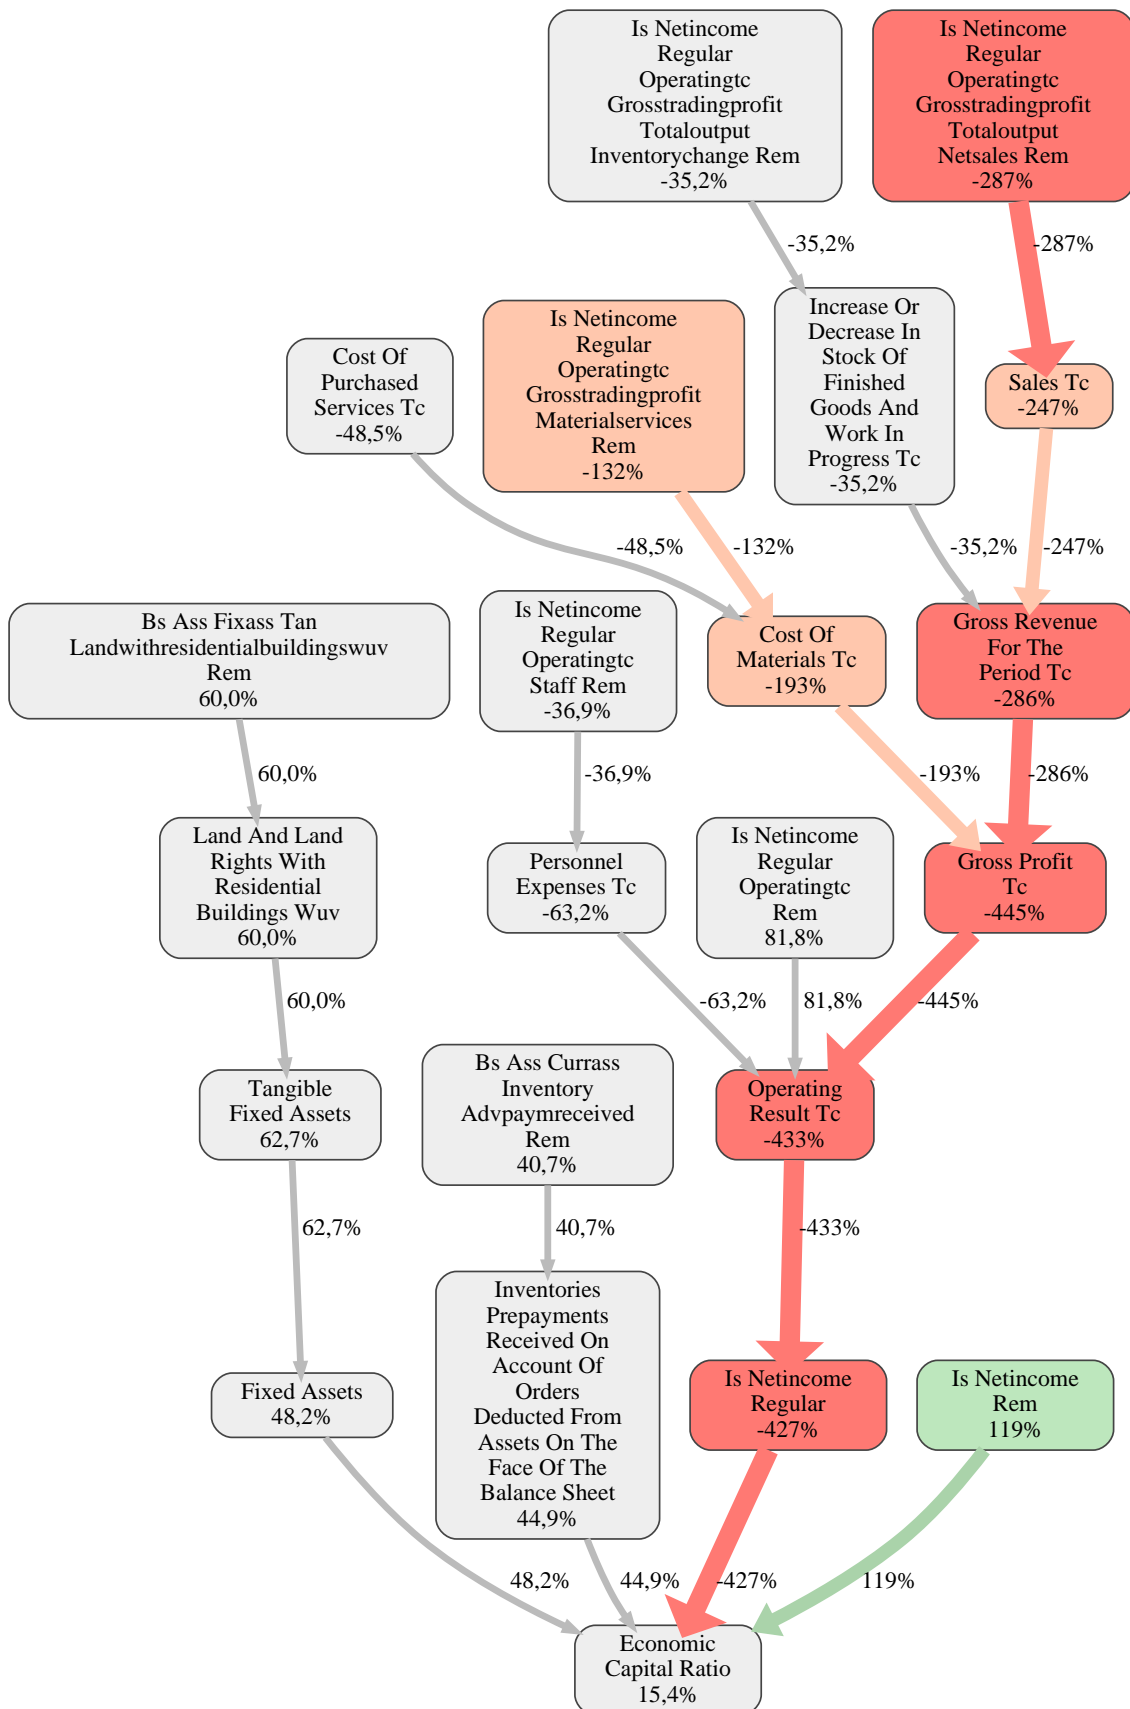 Is Netincome
Regular
Operatingtc
Grosstradingprofit
Totaloutput
Inventorychange Rem
-35,2%
Is Netincome
Regular
Operatingtc
Grosstradingprofit
Totaloutput
Netsales Rem
-287%
-35,2%
-287%
Cost Of
Purchased
Services Tc
-48,5%
Is Netincome
Regular
Operatingtc
Grosstradingprofit
Materialservices
Rem
-132%
Increase Or
Decrease In
Stock Of
Finished
Goods And
Work In
Progress Tc
-35,2%
Sales Tc
-247%
-48,5%
-132%
-35,2%
-247%
Bs Ass Fixass Tan
Landwithresidentialbuildingswuv
Rem
60,0%
Is Netincome
Regular
Operatingtc
Staff Rem
-36,9%
Cost Of
Materials Tc
-193%
Gross Revenue
For The
Period Tc
-286%
60,0%
-36,9%
-193%
-286%
Land And Land
Rights With
Residential
Buildings Wuv
60,0%
Personnel
Expenses Tc
-63,2%
Is Netincome
Regular
Operatingtc
Rem
81,8%
Gross Profit
Tc
-445%
60,0%
-63,2%
81,8%
-445%
Tangible
Fixed Assets
62,7%
Bs Ass Currass
Inventory
Advpaymreceived
Rem
40,7%
Operating
Result Tc
-433%
62,7%
40,7%
-433%
Fixed Assets
48,2%
Inventories
Prepayments
Received On
Account Of
Orders
Deducted From
Assets On The
Face Of The
Balance Sheet
44,9%
Is Netincome
Regular
-427%
Is Netincome
Rem
119%
48,2%
44,9%
-427%
119%
Economic
Capital Ratio
15,4%